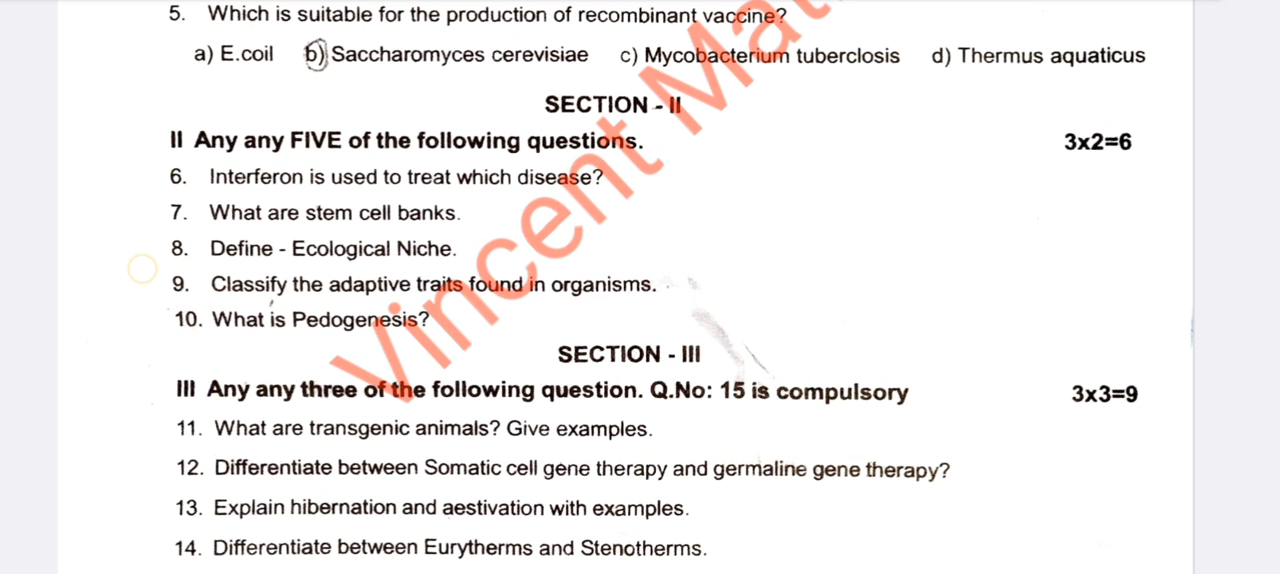 5. Which is suitable for the production of recombinant vaccine?
a) E.coil b) Saccharomyces cerevisiae c) Mycobacterium tuberclosis d) Thermus aquaticus
SECTION - II
II Any any FIVE of the following questions. 3x2=6
6. Interferon is used to treat which disease?
7. What are stem cell banks.
8. Define - Ecological Niche.
9. Classify the adaptive traits found in organisms.
10. What is Pedogenesis?
SECTION - III
III Any any three of the following question. Q.No: 15 is compulsory 3x3=9
11. What are transgenic animals? Give examples.
12. Differentiate between Somatic cell gene therapy and germaline gene therapy?
13. Explain hibernation and aestivation with examples.
14. Differentiate between Eurytherms and Stenotherms.
Vincent